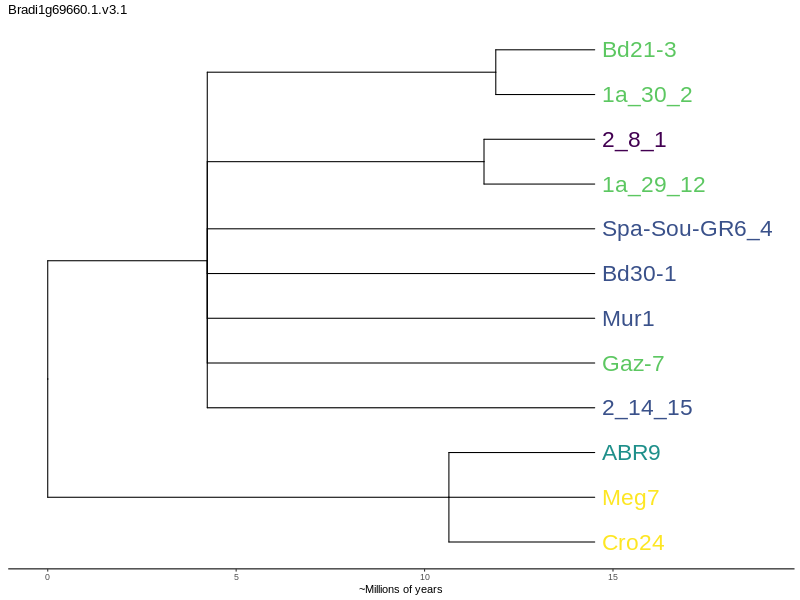 Bradi1g69660.1.v3.1
Bd21-3
1a_30_2
2_8_1
1a_29_12
Spa-Sou-GR6_4
Bd30-1
Mur1
Gaz-7
2_14_15
ABR9
Meg7
Cro24
0 5 10 15
~Millions of years